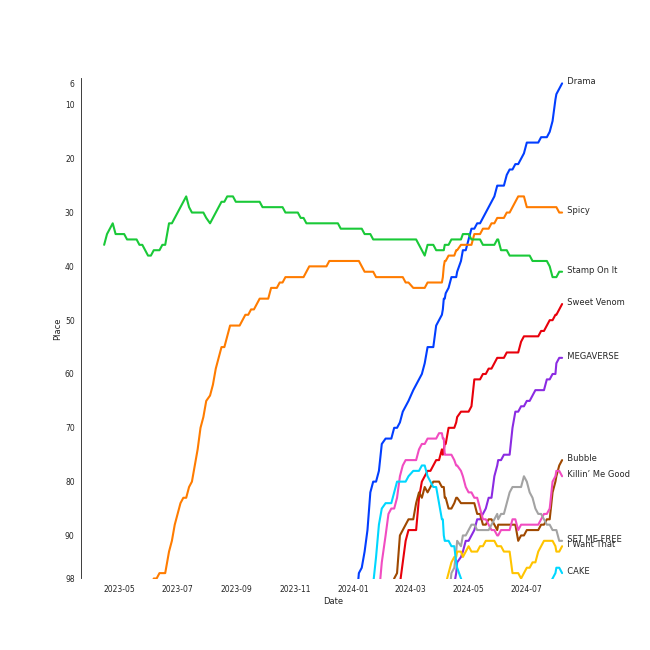 6
10
20
30
40
50
60
70
80
90
98
Place
2023-05
2023-07
2023-09
2023-11
2024-01
2024-03
2024-05
2024-07
Date
Drama
Spicy
Stamp On It
Sweet Venom
MEGAVERSE
Bubble
Killin' Me Good
SET ME FREE
I Want That
CAKE